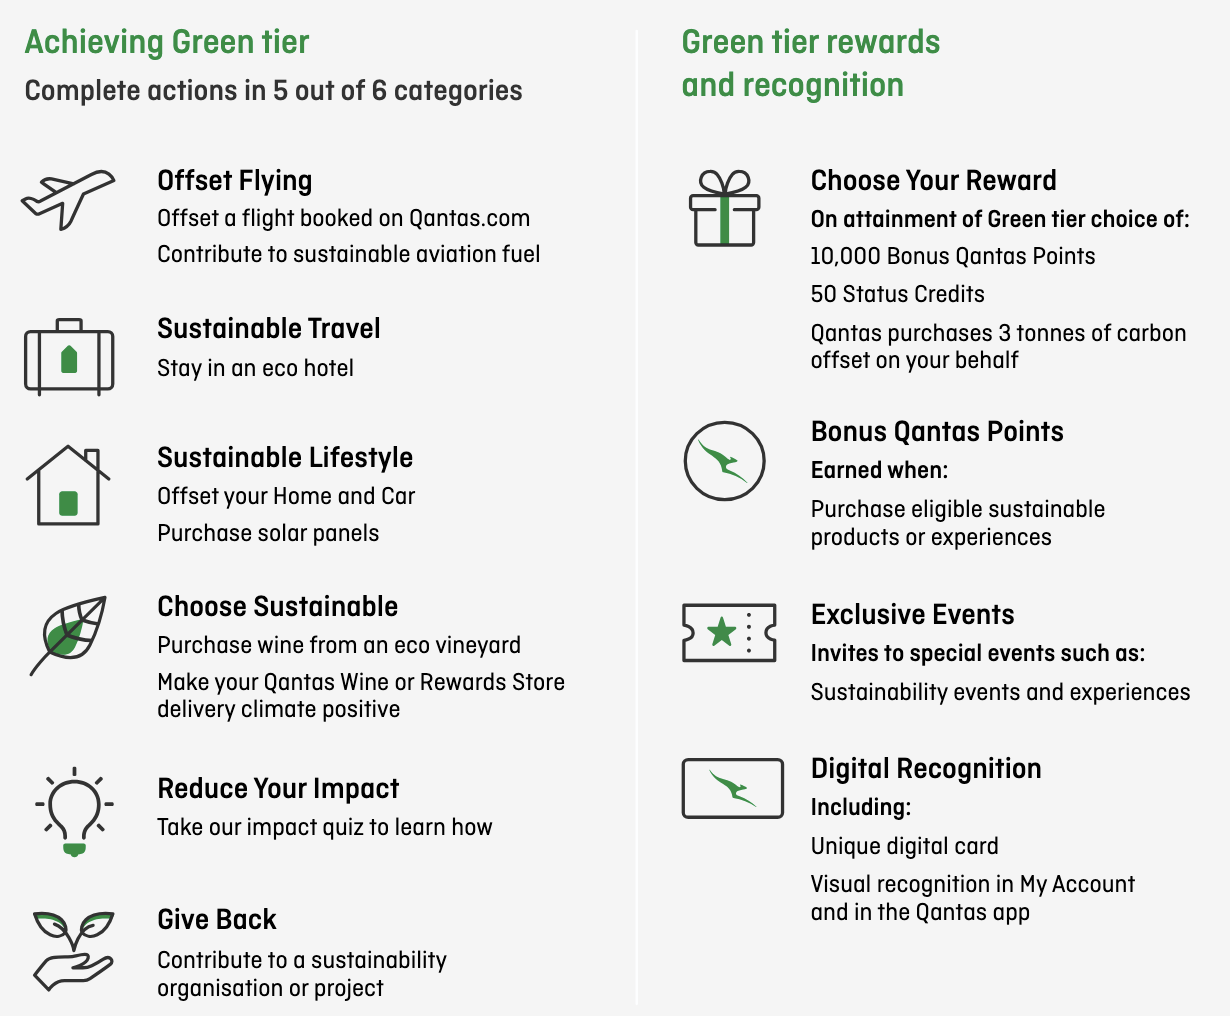 Achieving Green tier
Complete actions in 5 out of 6 categories
Offset Flying
Offset a flight booked on Qantas.com
Contribute to sustainable aviation fuel
Sustainable Travel
Stay in an eco hotel
Sustainable Lifestyle
Offset your Home and Car
Purchase solar panels
Choose Sustainable
Purchase wine from an eco vineyard
Make your Qantas Wine or Rewards Store
delivery climate positive
Reduce Your Impact
Take our impact quiz to learn how
Give Back
Contribute to a sustainability
organisation or project
Green tier rewards
and recognition
Choose Your Reward
On attainment of Green tier choice of:
10,000 Bonus Qantas Points
50 Status Credits
Qantas purchases 3 tonnes of carbon
offset on your behalf
Bonus Qantas Points
Earned when:
Purchase eligible sustainable
products or experiences
Exclusive Events
Invites to special events such as:
Sustainability events and experiences
Digital Recognition
Including:
Unique digital card
Visual recognition in My Account
and in the Qantas app